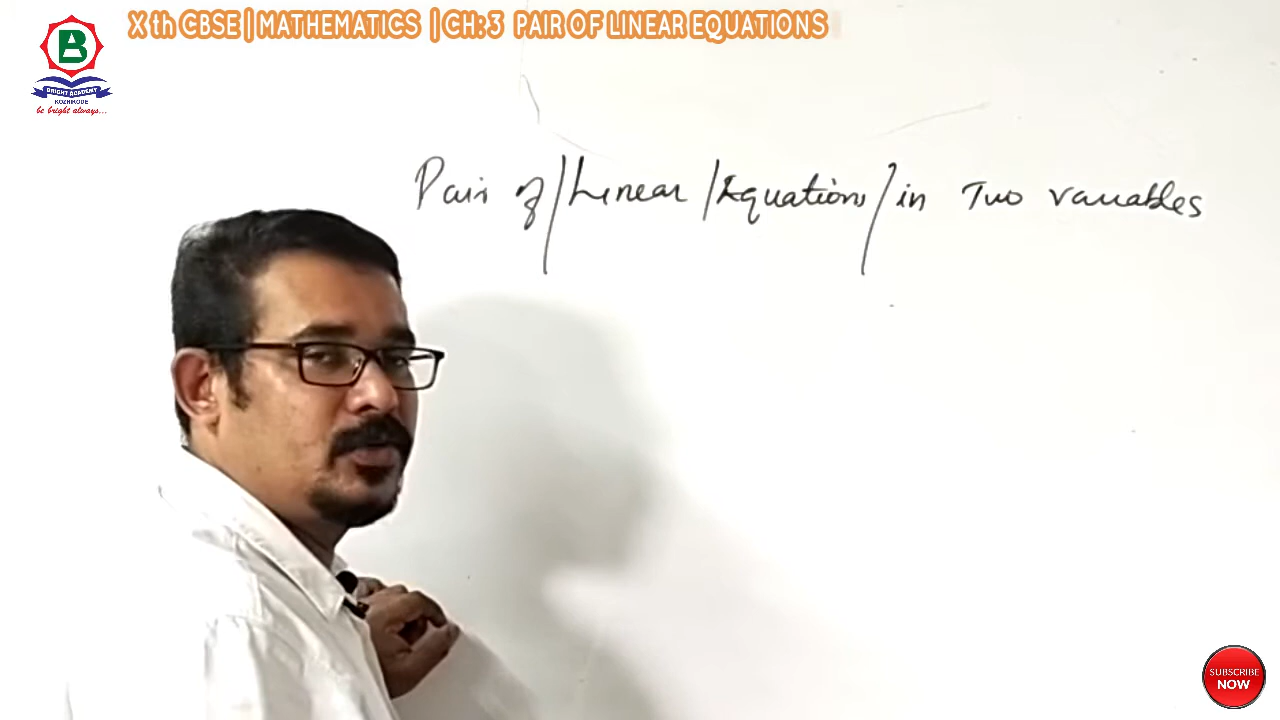 X th CBSE | MATHEMATICS | CH: 3 PAIR OF LINEAR EQUATIONS
B
BRIGHT ACADEMY
KOZHIKODE
be bright always...
Pair of / Linear / Equations / in Two variables
SUBSCRIBE
NOW